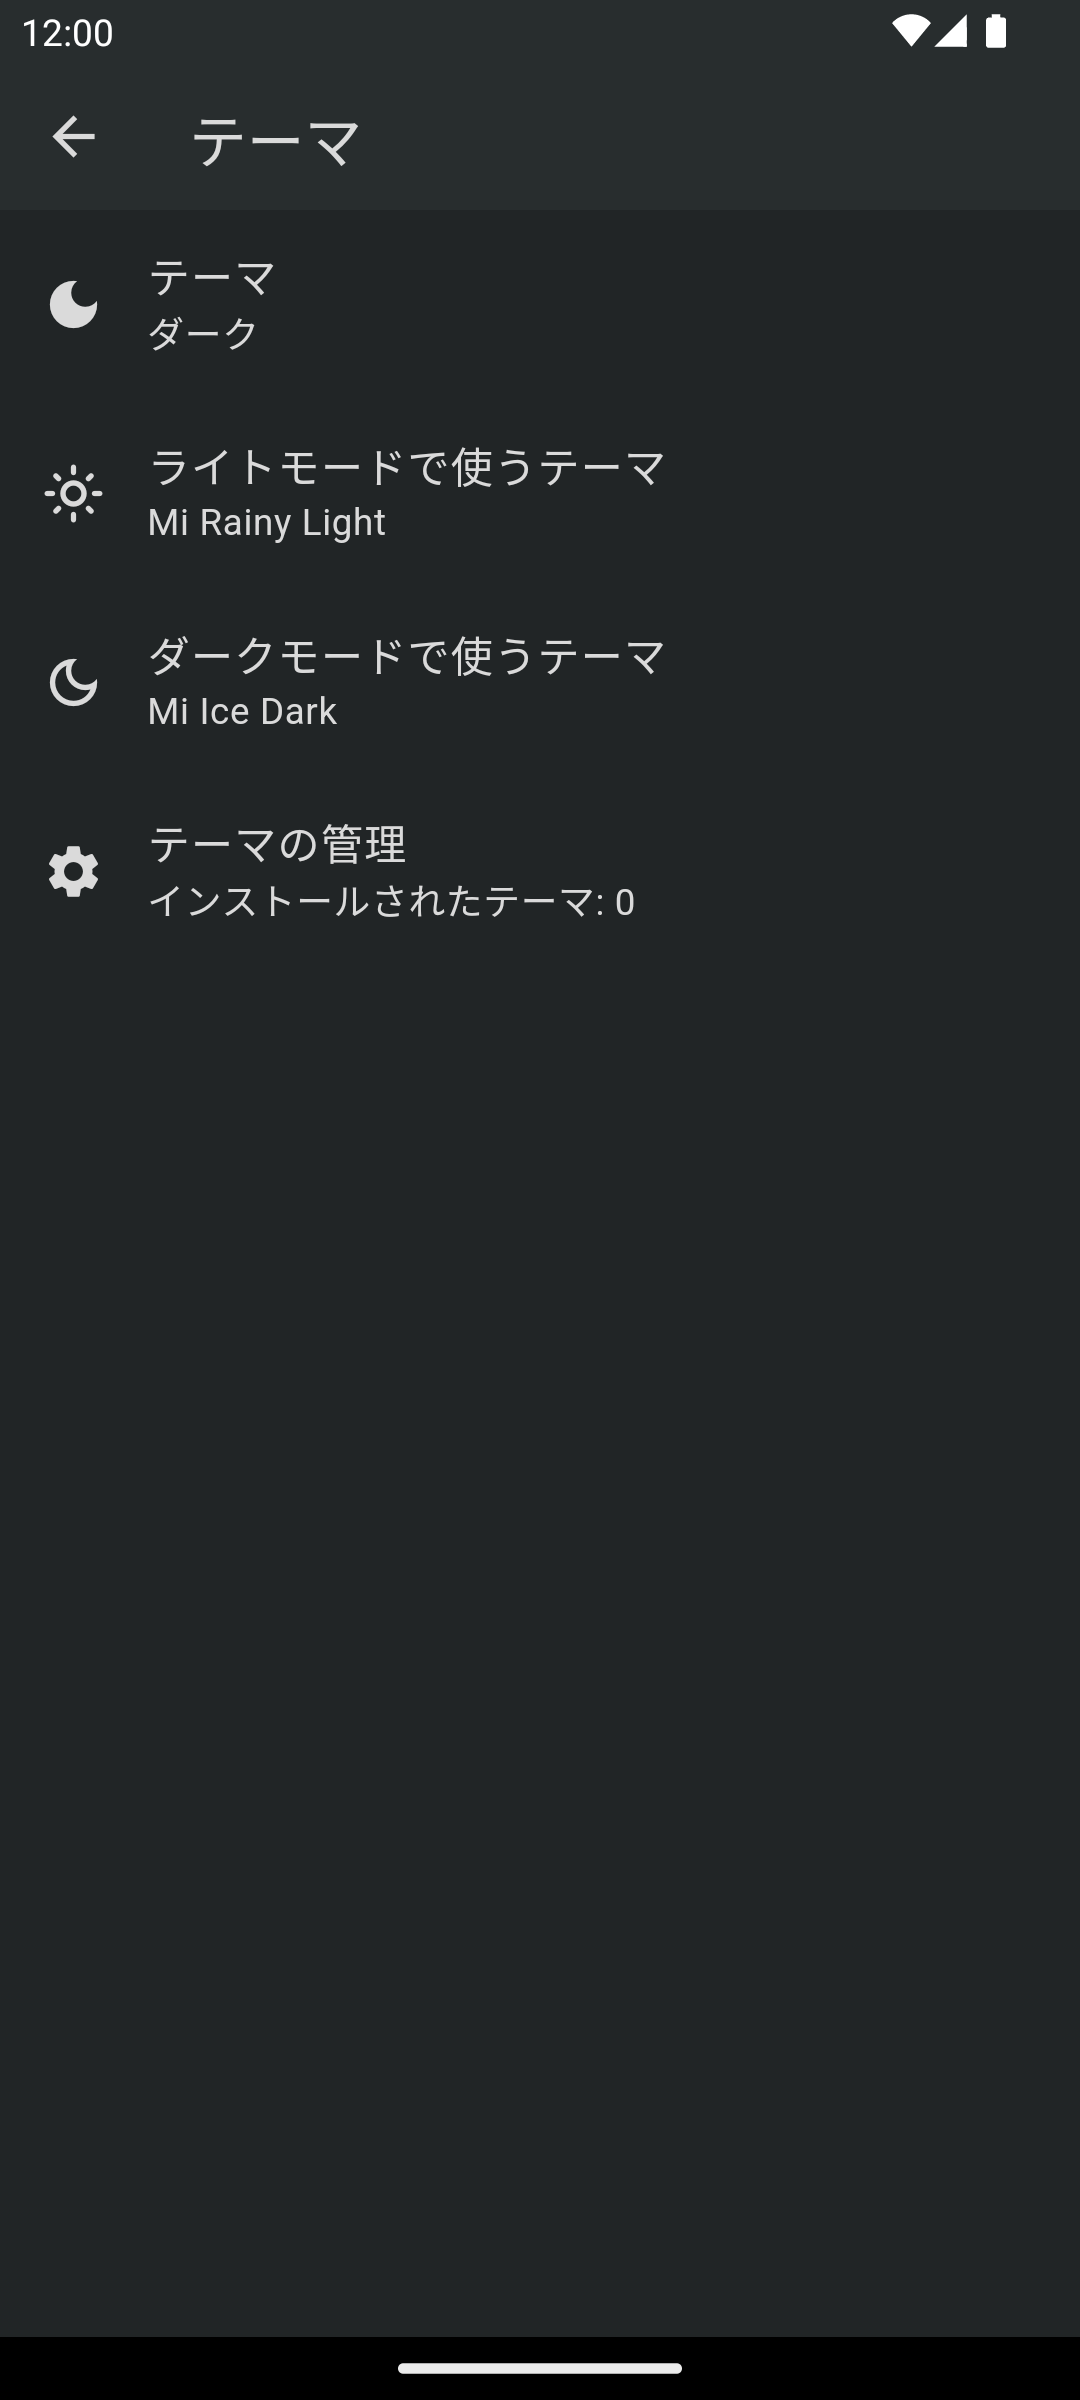 12:00
テーマ
テーマ
ダーク
ライトモードで使うテーマ
Mi Rainy Light
ダークモードで使うテーマ
Mi Ice Dark
テーマの管理
インストールされたテーマ: 0